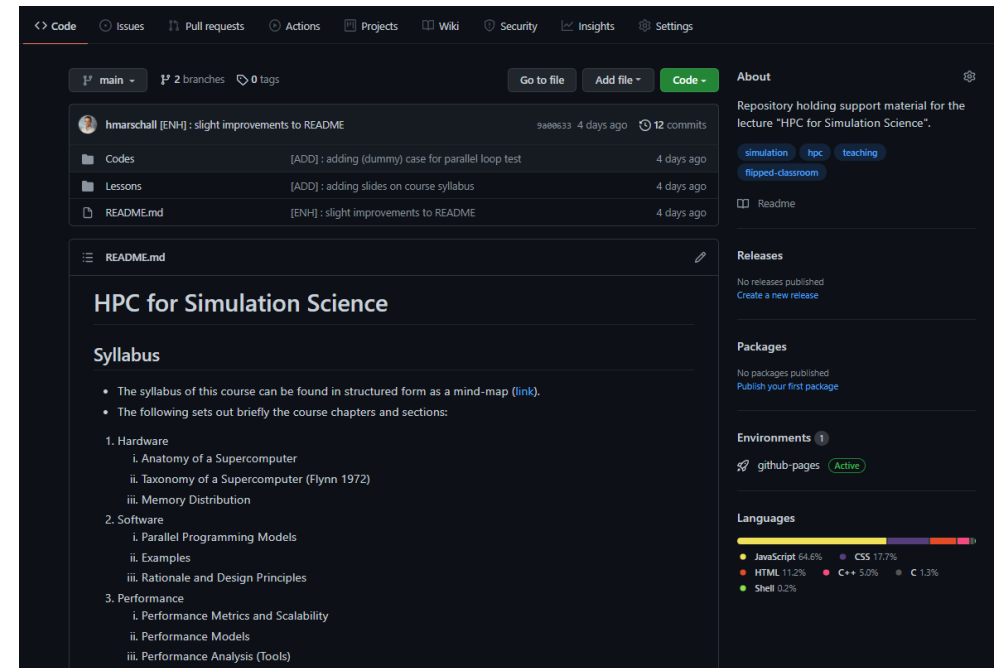 Code Issues Pull requests Actions Projects Wiki Security Insights Settings
main 2 branches 0 tags Go to file Add file Code
hmarschall [ENH] : slight improvements to README 9a00633 4 days ago 12 commits
Codes [ADD] : adding (dummy) case for parallel loop test 4 days ago
Lessons [ADD] : adding slides on course syllabus 4 days ago
README.md [ENH] : slight improvements to README 4 days ago
README.md
HPC for Simulation Science
Syllabus
• The syllabus of this course can be found in structured form as a mind-map (link).
• The following sets out briefly the course chapters and sections:
1. Hardware
i. Anatomy of a Supercomputer
ii. Taxonomy of a Supercomputer (Flynn 1972)
iii. Memory Distribution
2. Software
i. Parallel Programming Models
ii. Examples
iii. Rationale and Design Principles
3. Performance
i. Performance Metrics and Scalability
ii. Performance Models
iii. Performance Analysis (Tools)
About
Repository holding support material for the
lecture "HPC for Simulation Science".
simulation hpc teaching
flipped-classroom
Readme
Releases
No releases published
Create a new release
Packages
No packages published
Publish your first package
Environments 1
github-pages Active
Languages
JavaScript 64.6% CSS 17.7%
HTML 11.2% C++ 5.0% C 1.3%
Shell 0.2%